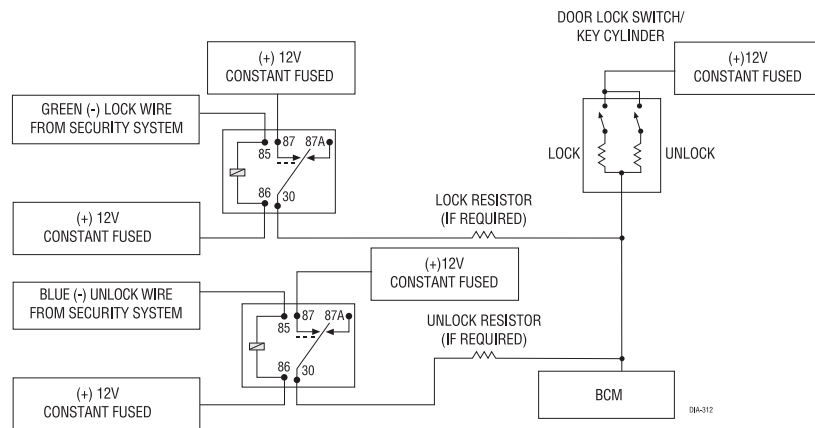 DOOR LOCK SWITCH/
KEY CYLINDER
(+) 12V
CONSTANT FUSED
(+)12V
CONSTANT FUSED
GREEN (-) LOCK WIRE
FROM SECURITY SYSTEM
87
87A
85
86
30
LOCK
UNLOCK
(+) 12V
CONSTANT FUSED
LOCK RESISTOR
(IF REQUIRED)
(+)12V
CONSTANT FUSED
BLUE (-) UNLOCK WIRE
FROM SECURITY SYSTEM
87
87A
85
86
30
UNLOCK RESISTOR
(IF REQUIRED)
(+) 12V
CONSTANT FUSED
BCM
DIA-312